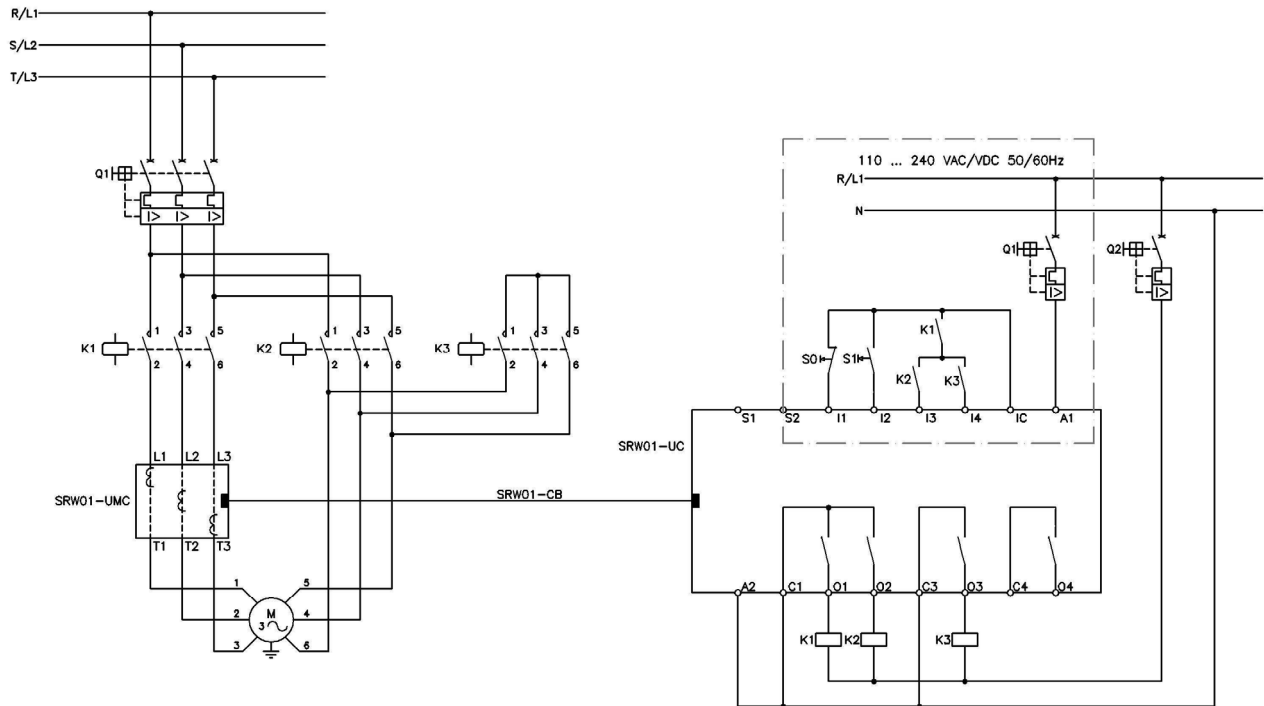 R/L1
S/L2
T/L3
110 ... 240 VAC/VDC 50/60Hz
Q1
R/L1
N
Q1 Q2
I> I> I>
I> I>
1 3 5 1 3 5 1 3 5
K1 K2 K3
2 4 6 2 4 6 2 4 6
K1
S0 S1 K2 K3
S1 S2 I1 I2 I3 I4 IC A1
SRW01-UC
L1 L2 L3
SRW01-UMC
SRW01-CB
T1 T2 T3
A2 C1 O1 O2 C3 O3 C4 O4
1 5
2 M 4
3
3 6
K1 K2 K3